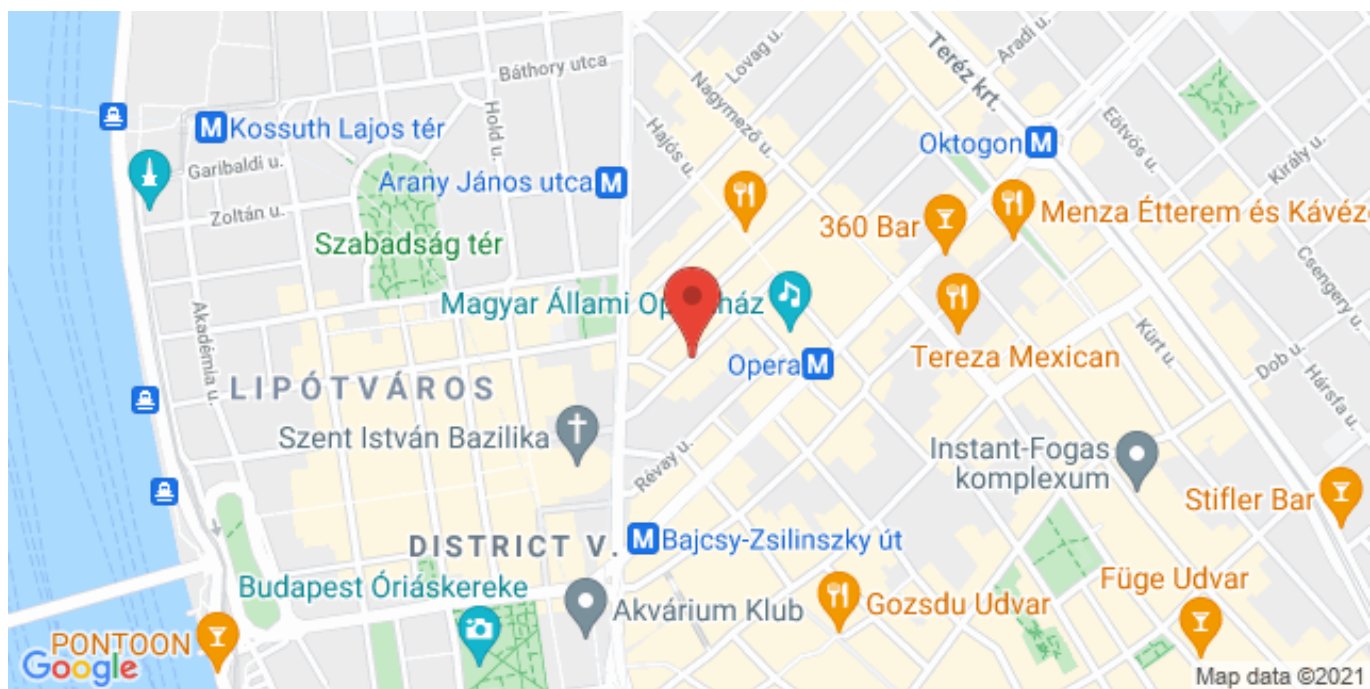 Báthory utca
Lovag u.
Teréz krt.
Aradi u.
Hold u.
Nagymező u.
Hajós u.
Kossuth Lajos tér
Oktogon
Eötvös u.
Király u.
Garibaldi u.
Arany János utca
Zoltán u.
360 Bar
Menza Étterem és Kávézó
Szabadság tér
Csengery u.
Magyar Állami Op ház
Akadémia u.
Kürt u.
Tereza Mexican
Opera
Dob u.
Hársfa u.
LIPÓTVÁROS
Szent István Bazilika
Révay u.
Instant-Fogas
komplexum
Stifler Bar
DISTRICT V.
Bajcsy-Zsilinszky út
Budapest Óriáskereke
Füge Udvar
Akvárium Klub
Gozsdu Udvar
PONTOON
Google
Map data ©2021